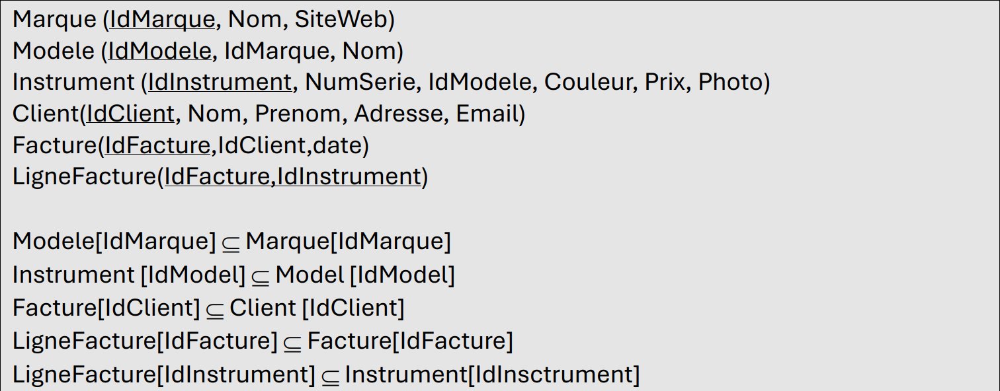 Marque (IdMarque, Nom, SiteWeb)
Modele (IdModele, IdMarque, Nom)
Instrument (IdInstrument, NumSerie, IdModele, Couleur, Prix, Photo)
Client(IdClient, Nom, Prenom, Adresse, Email)
Facture(IdFacture,IdClient,date)
LigneFacture(IdFacture,IdInstrument)
Modele[IdMarque] ⊆ Marque[IdMarque]
Instrument [IdModel] ⊆ Model [IdModel]
Facture[IdClient] ⊆ Client [IdClient]
LigneFacture[IdFacture] ⊆ Facture[IdFacture]
LigneFacture[IdInstrument] ⊆ Instrument[IdInsctrument]